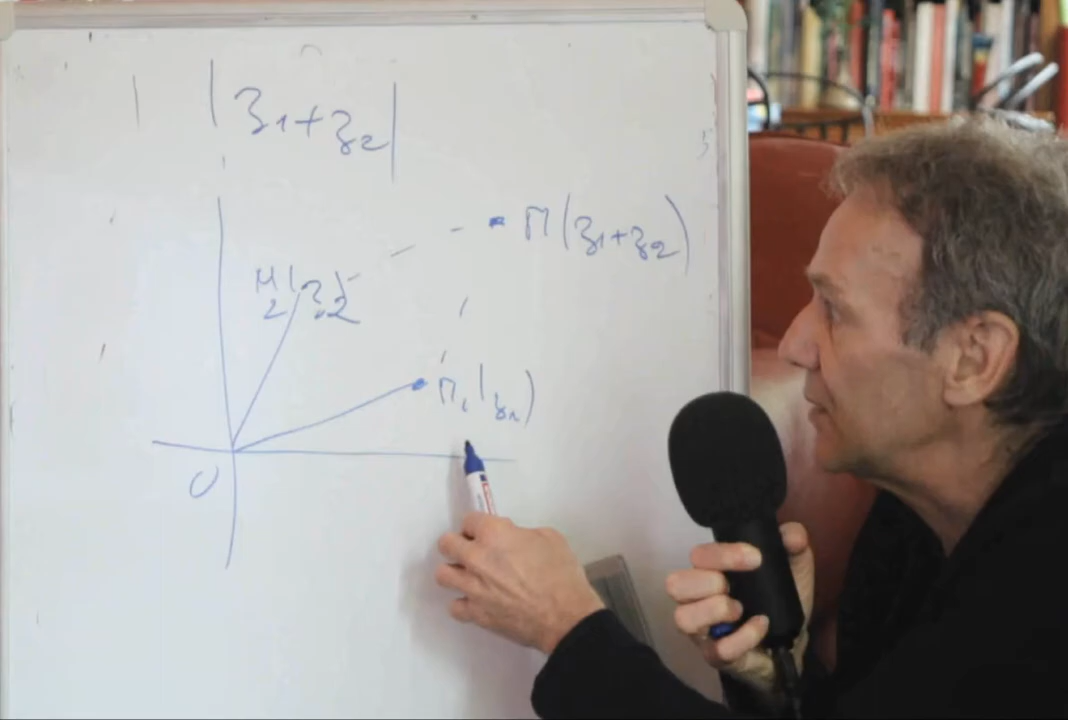 |z₁+z₂|
M(z₁+z₂)
M₂(z₂)
M₁(z₁)
O